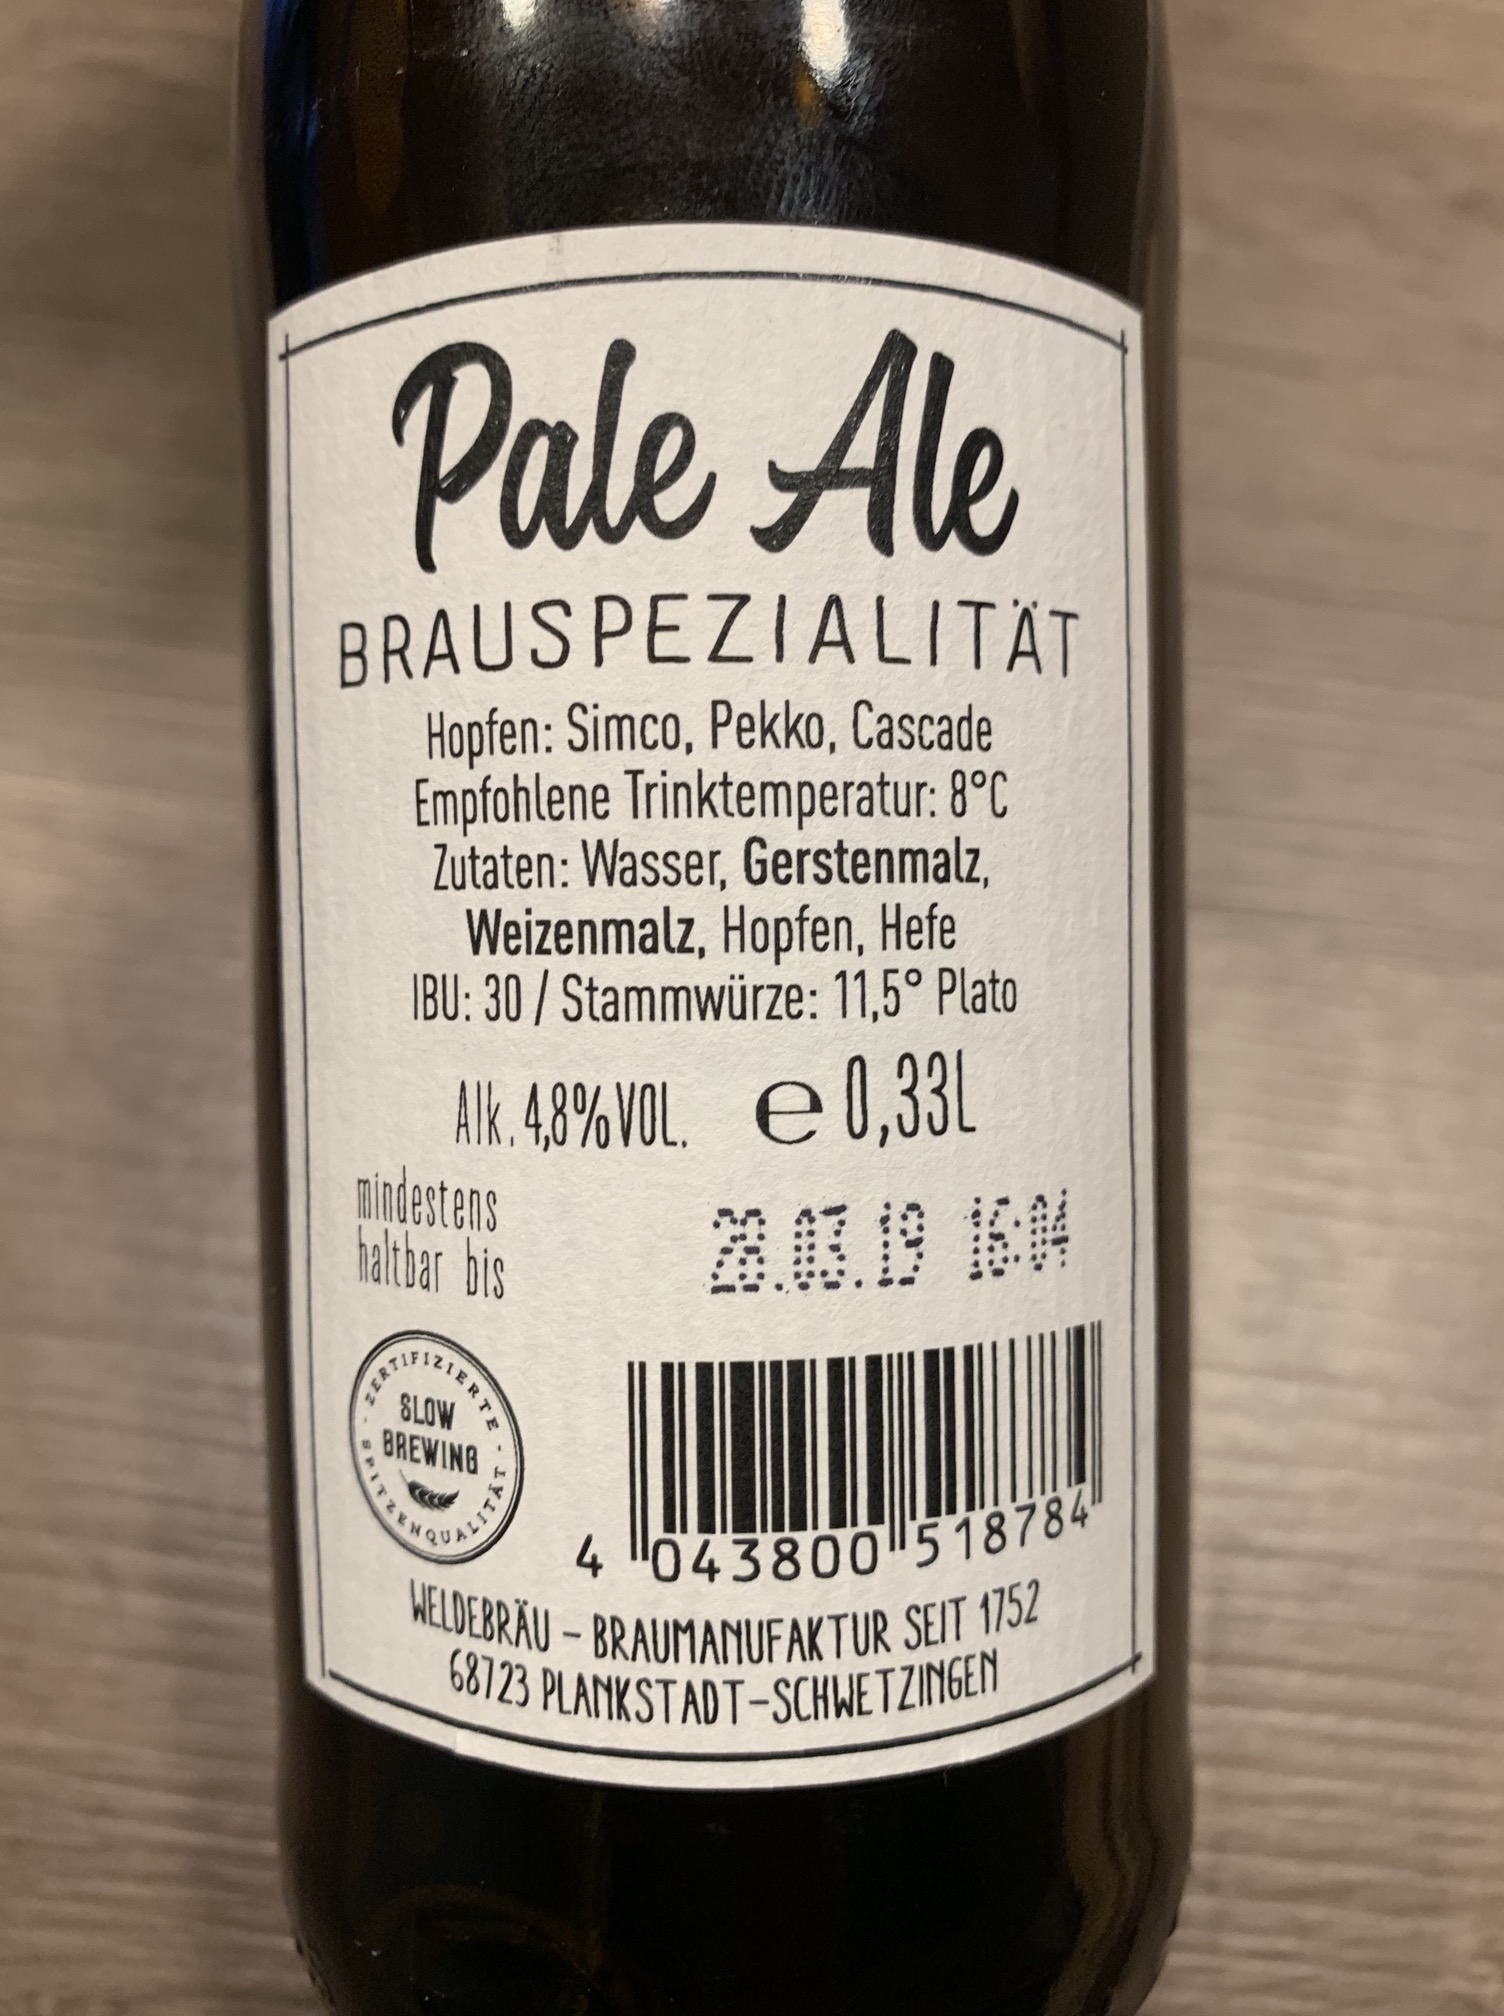 Pale Ale
BRAUSPEZIALITÄT
Hopfen: Simco, Pekko, Cascade
Empfohlene Trinktemperatur: 8°C
Zutaten: Wasser, Gerstenmalz,
Weizenmalz, Hopfen, Hefe
IBU: 30 / Stammwürze: 11,5° Plato
Alk. 4,8%VOL. e 0,33L
mindestens
haltbar bis
28.03.19 16:04
ZERTIFIZIERTE
SLOW
BREWING
SPITZENQUALITÄT
4 043800 518784
WELDEBRÄU – BRAUMANUFAKTUR SEIT 1752
68723 PLANKSTADT-SCHWETZINGEN